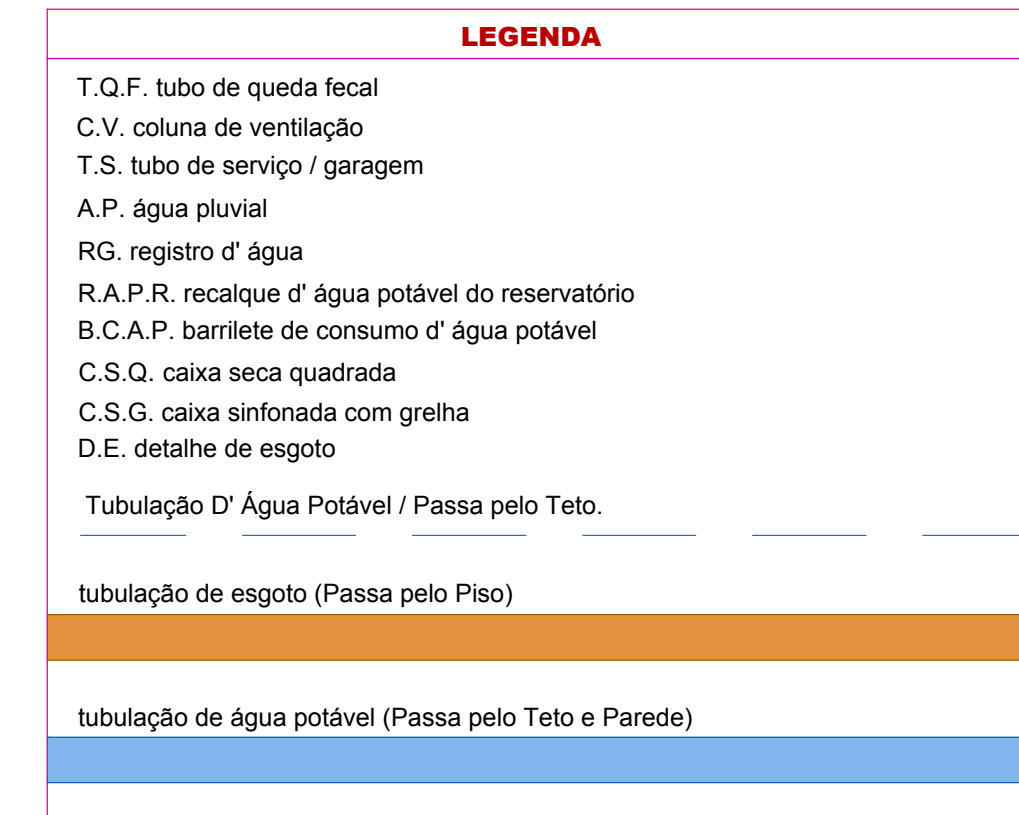 LEGENDA
T.Q.F. tubo de queda fecal
C.V. coluna de ventilação
T.S. tubo de serviço / garagem
A.P. água pluvial
RG. registro d' água
R.A.P.R. recalque d' água potável do reservatório
B.C.A.P. barrilete de consumo d' água potável
C.S.Q. caixa seca quadrada
C.S.G. caixa sinfonada com grelha
D.E. detalhe de esgoto
Tubulação D' Água Potável / Passa pelo Teto.
tubulação de esgoto (Passa pelo Piso)
tubulação de água potável (Passa pelo Teto e Parede)